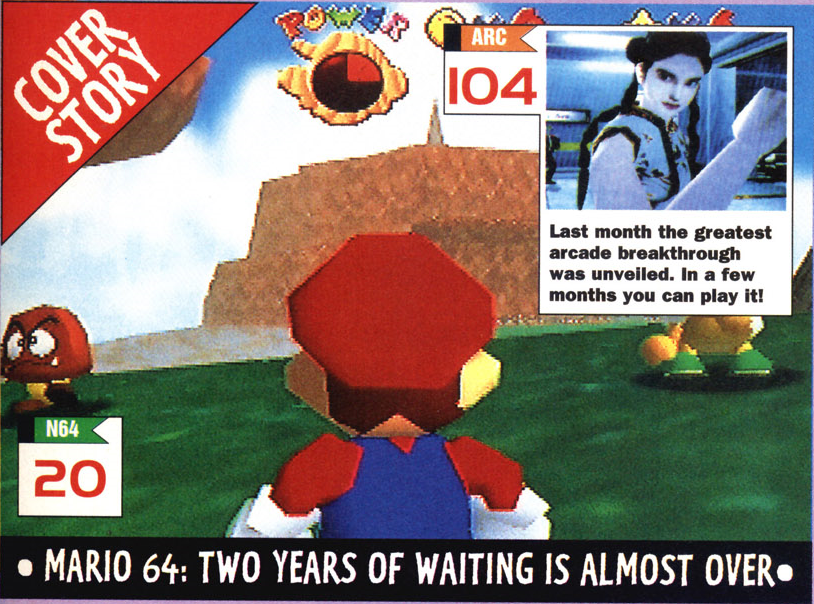 COVER
STORY
POWER
ARC
104
Last month the greatest
arcade breakthrough
was unveiled. In a few
months you can play it!
N64
20
• MARIO 64: TWO YEARS OF WAITING IS ALMOST OVER •